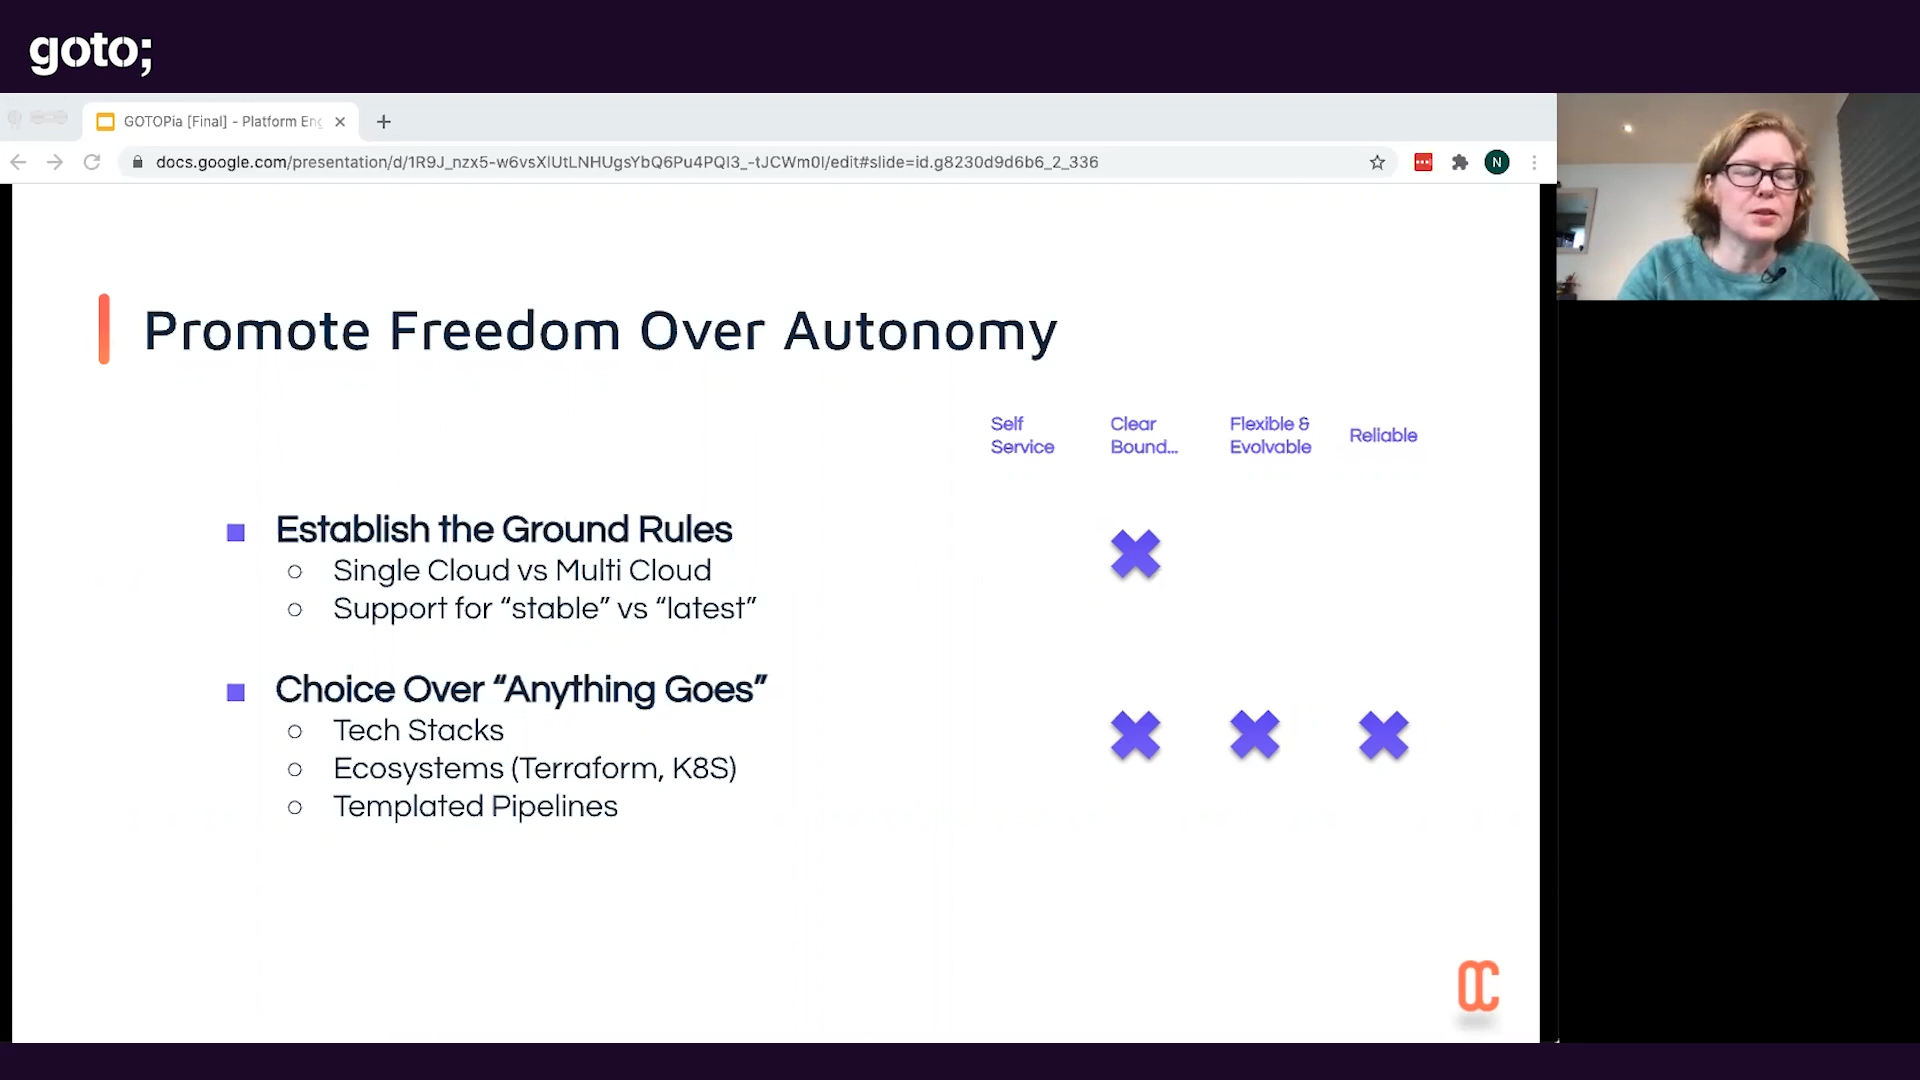 goto;
GOTOPia [Final] - Platform Eng
docs.google.com/presentation/d/1R9J_nzx5-w6vsXlUtLNHUgsYbQ6Pu4PQI3_-tJCWm0I/edit#slide=id.g8230d9d6b6_2_336
N
Promote Freedom Over Autonomy
Self
Service
Clear
Bound...
Flexible &
Evolvable
Reliable
Establish the Ground Rules
Single Cloud vs Multi Cloud
Support for “stable” vs “latest”
Choice Over “Anything Goes”
Tech Stacks
Ecosystems (Terraform, K8S)
Templated Pipelines